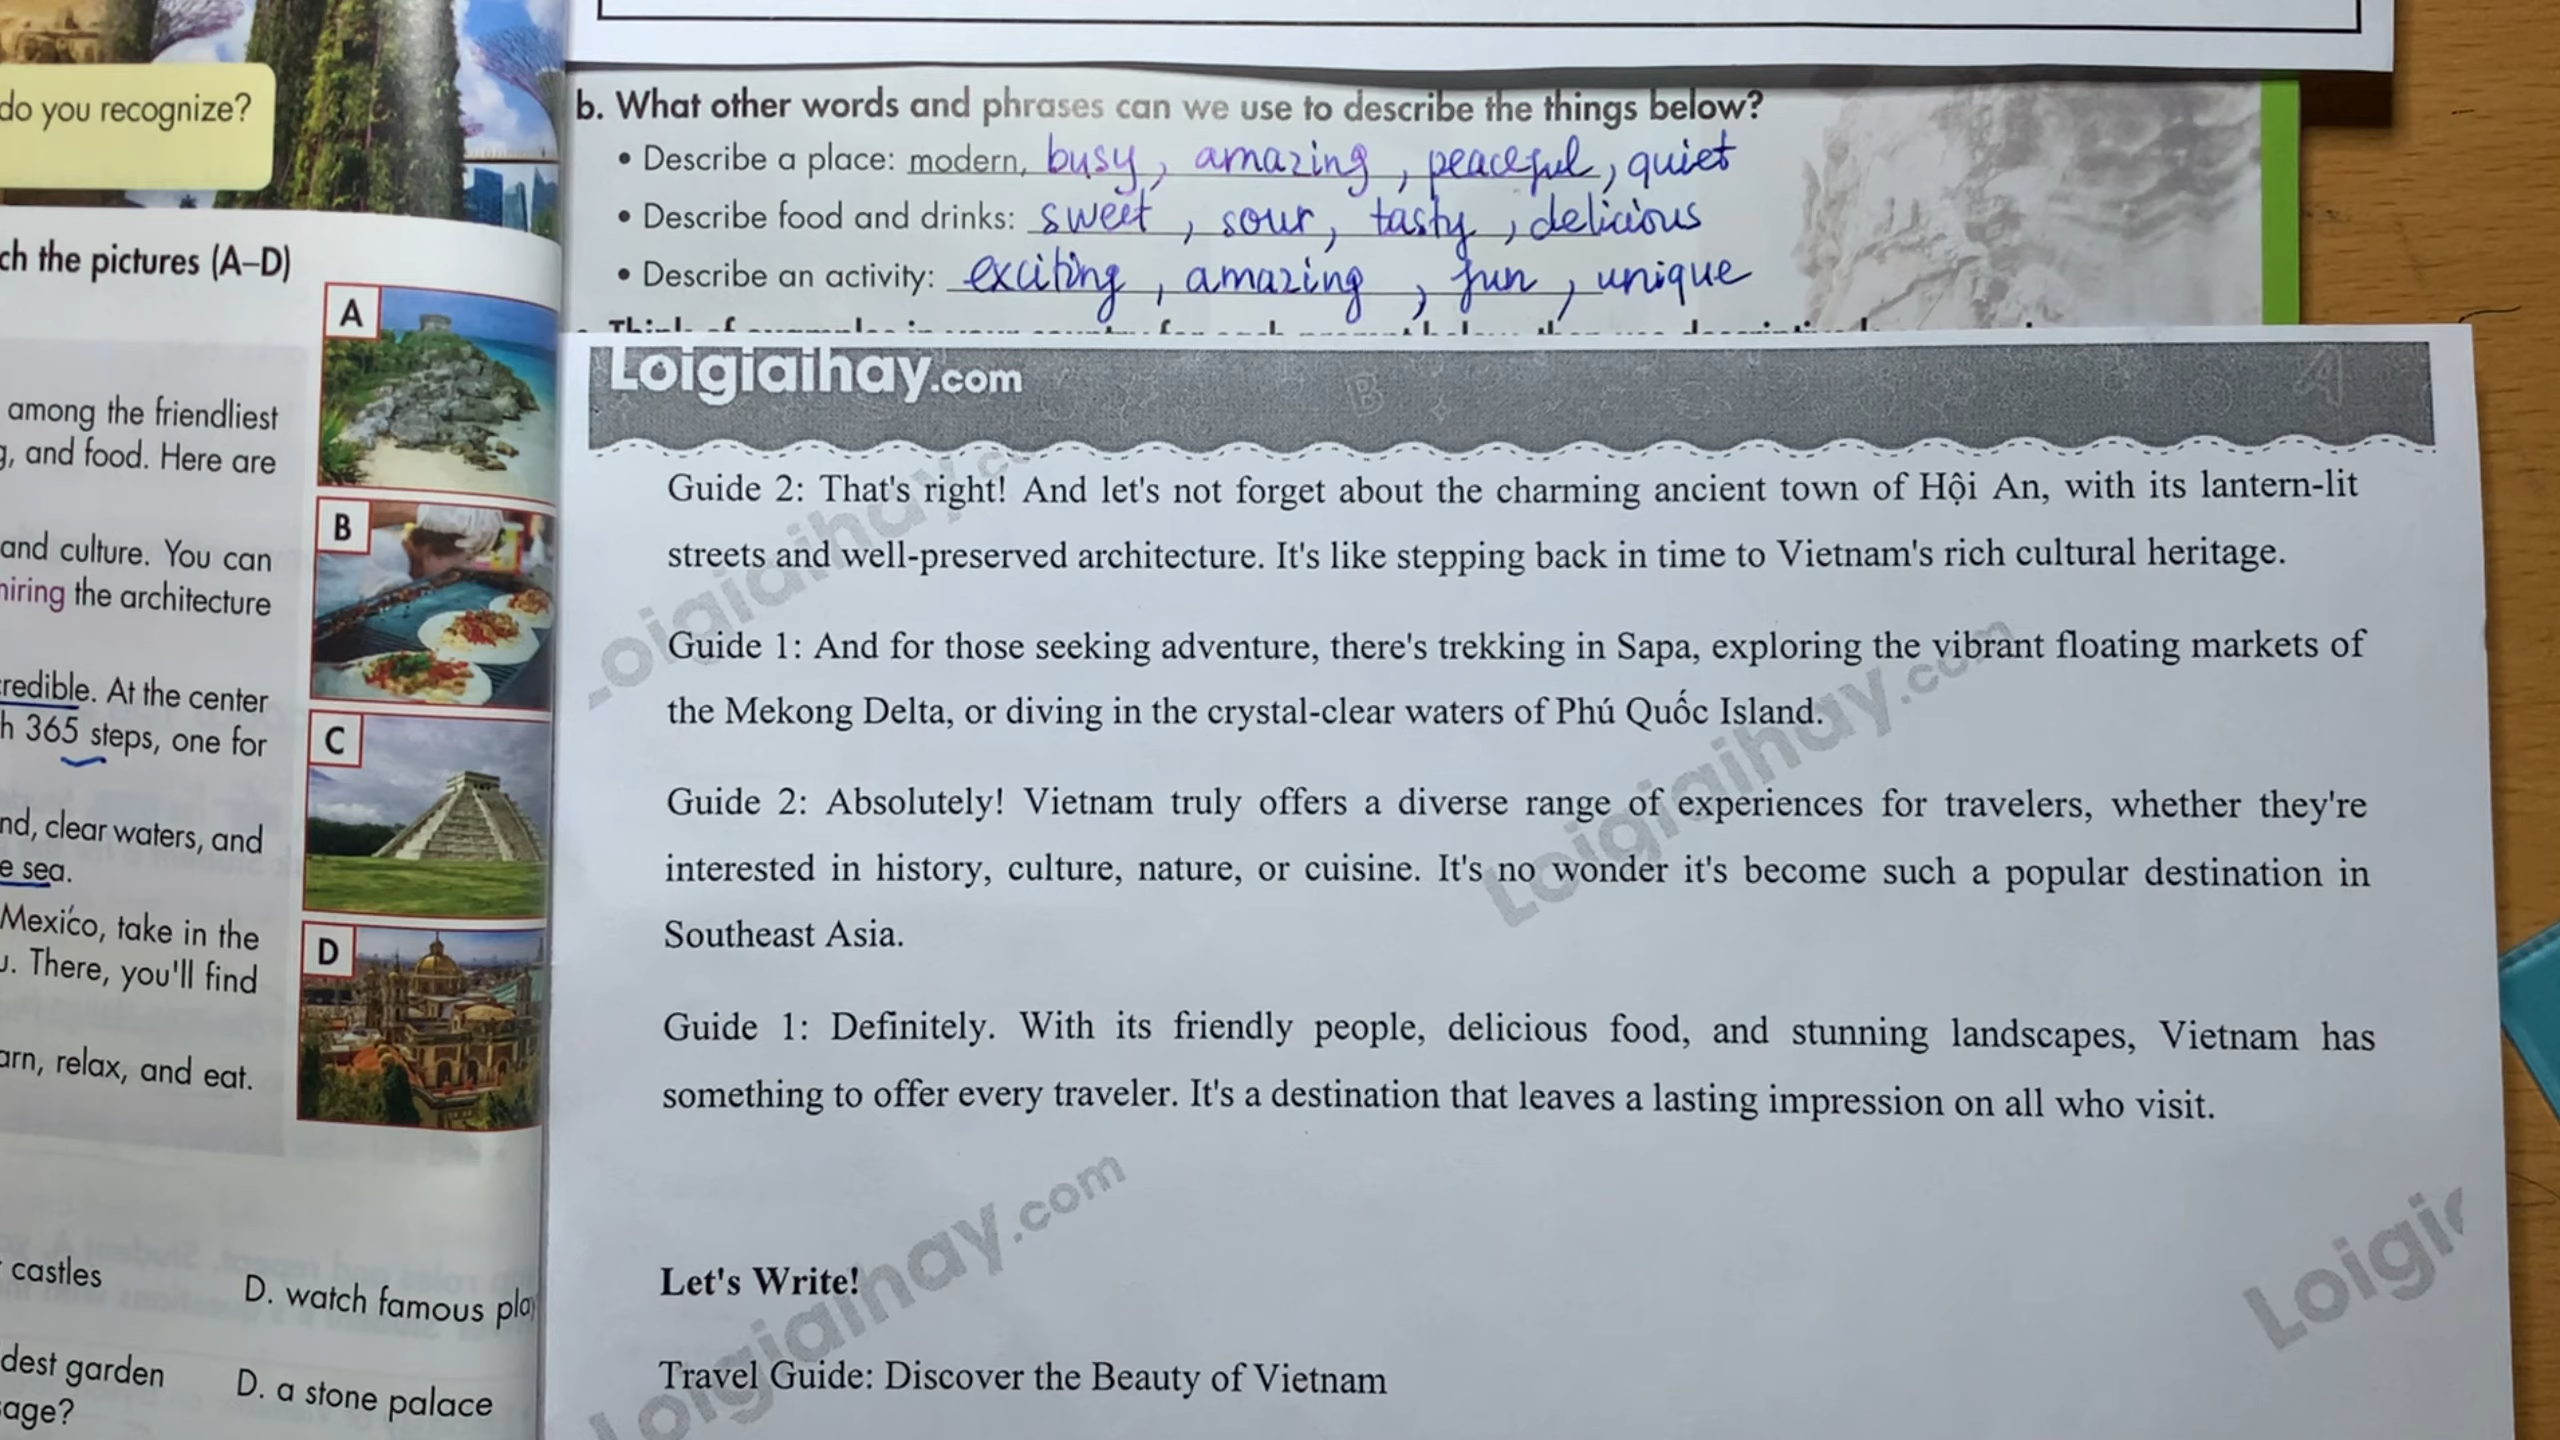 do you recognize?
ch the pictures (A–D)
among the friendliest
, and food. Here are
and culture. You can
the architecture
. At the center
h 365 steps, one for
nd, clear waters, and
e sea.
Mexico, take in the
. There, you'll find
arn, relax, and eat.
A
B
C
D
castles
D. watch famous
D. a stone palace
garden
b. What other words and phrases can we use to describe the things below?
• Describe a place: modern, busy, amazing, peaceful, quiet
• Describe food and drinks: sweet, sour, tasty, delicious
• Describe an activity: exciting, amazing, fun, unique
Loigiaihay.com
Guide 2: That's right! And let's not forget about the charming ancient town of Hội An, with its lantern-lit
streets and well-preserved architecture. It's like stepping back in time to Vietnam's rich cultural heritage.
Guide 1: And for those seeking adventure, there's trekking in Sapa, exploring the vibrant floating markets of
the Mekong Delta, or diving in the crystal-clear waters of Phú Quốc Island.
Guide 2: Absolutely! Vietnam truly offers a diverse range of experiences for travelers, whether they're
interested in history, culture, nature, or cuisine. It's no wonder it's become such a popular destination in
Southeast Asia.
Guide 1: Definitely. With its friendly people, delicious food, and stunning landscapes, Vietnam has
something to offer every traveler. It's a destination that leaves a lasting impression on all who visit.
Let's Write!
Travel Guide: Discover the Beauty of Vietnam
Loigiaihay.com
Loigiaihay.com
Loigiaihay.com